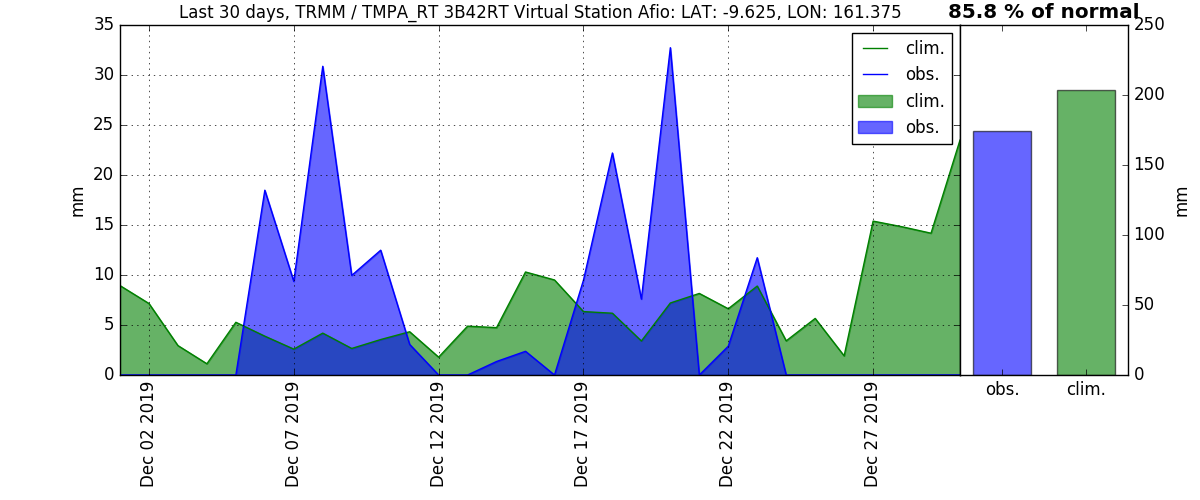 Last 30 days, TRMM / TMPA_RT 3B42RT Virtual Station Afio: LAT: -9.625, LON: 161.375
85.8 % of normal
35
30
25
20
15
10
5
0
mm
clim.
obs.
clim.
obs.
Dec 02 2019
Dec 07 2019
Dec 12 2019
Dec 17 2019
Dec 22 2019
Dec 27 2019
250
200
150
100
50
0
mm
obs.
clim.